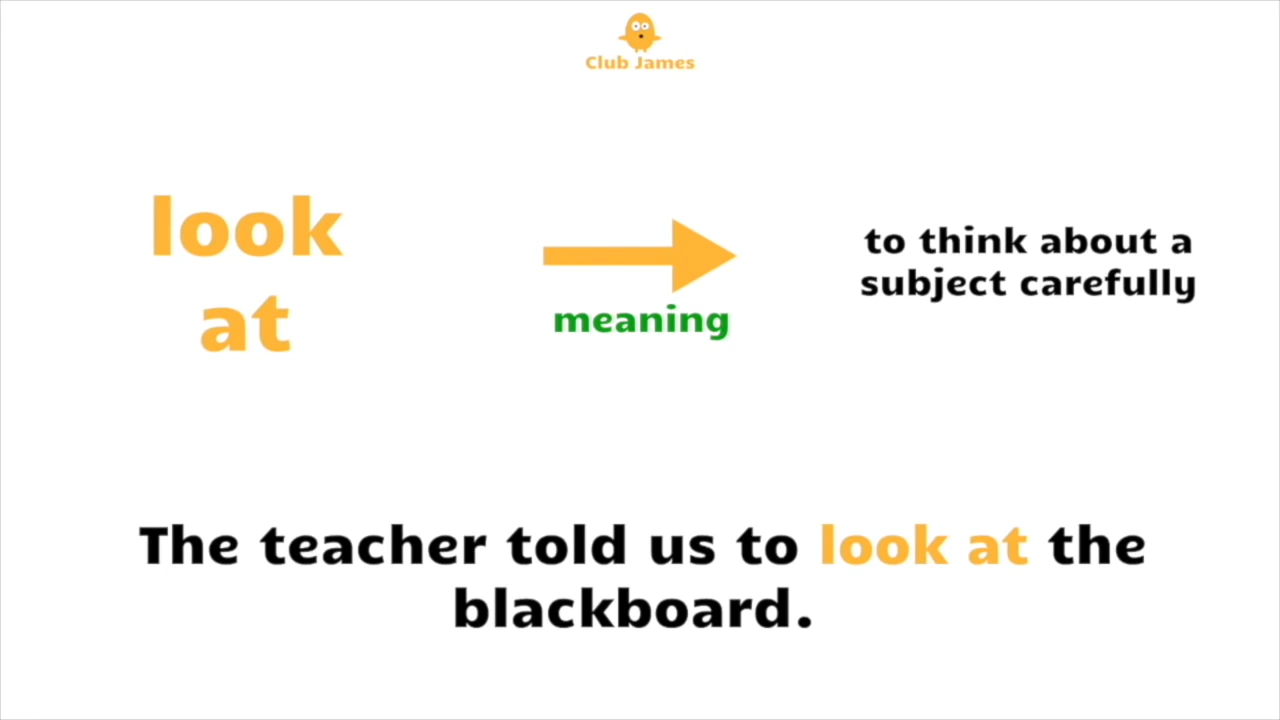 Club James
look
at
meaning
to think about a
subject carefully
The teacher told us to look at the
blackboard.